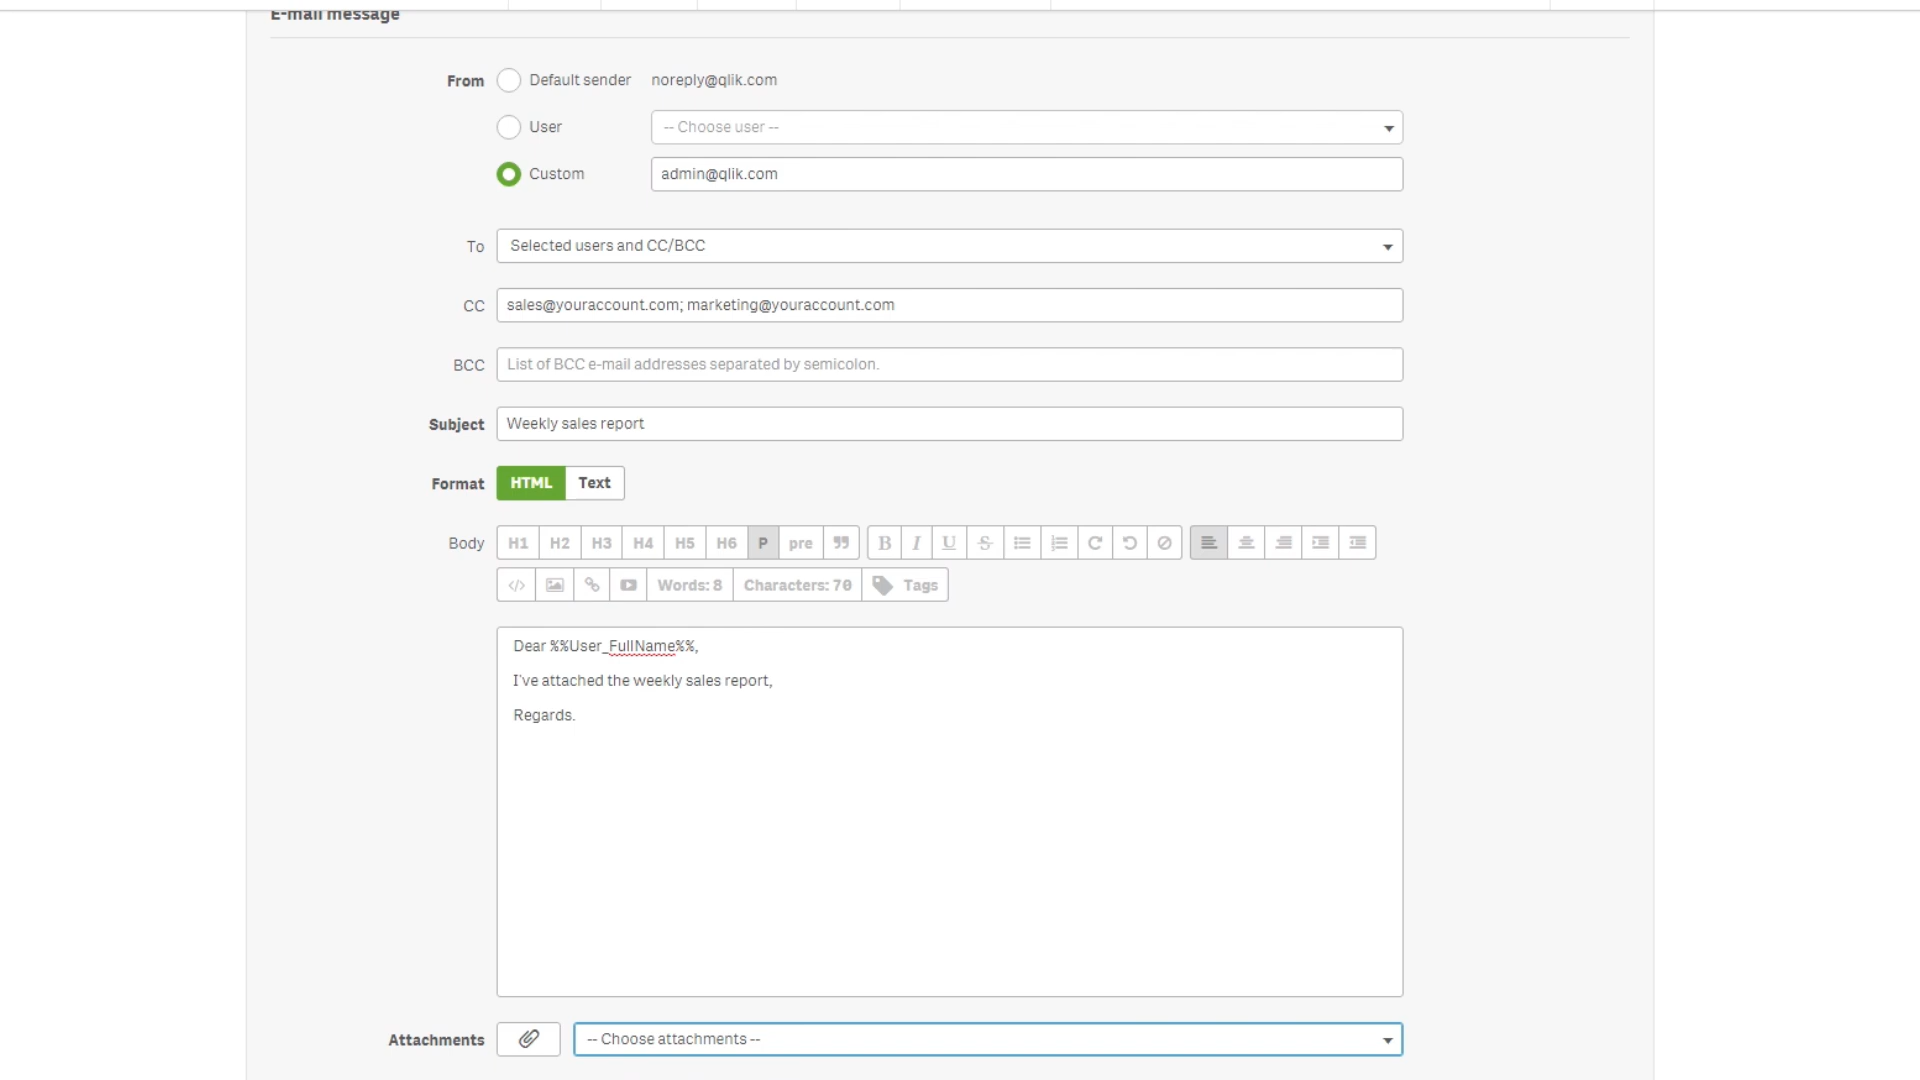 E-mail message
From Default sender noreply@qlik.com
User -- Choose user --
Custom admin@qlik.com
To Selected users and CC/BCC
CC sales@youraccount.com; marketing@youraccount.com
BCC List of BCC e-mail addresses separated by semicolon.
Subject Weekly sales report
Format HTML Text
Body H1 H2 H3 H4 H5 H6 P pre B I U S
Words: 8 Characters: 70 Tags
Dear %%User_FullName%%,
I've attached the weekly sales report,
Regards.
Attachments -- Choose attachments --